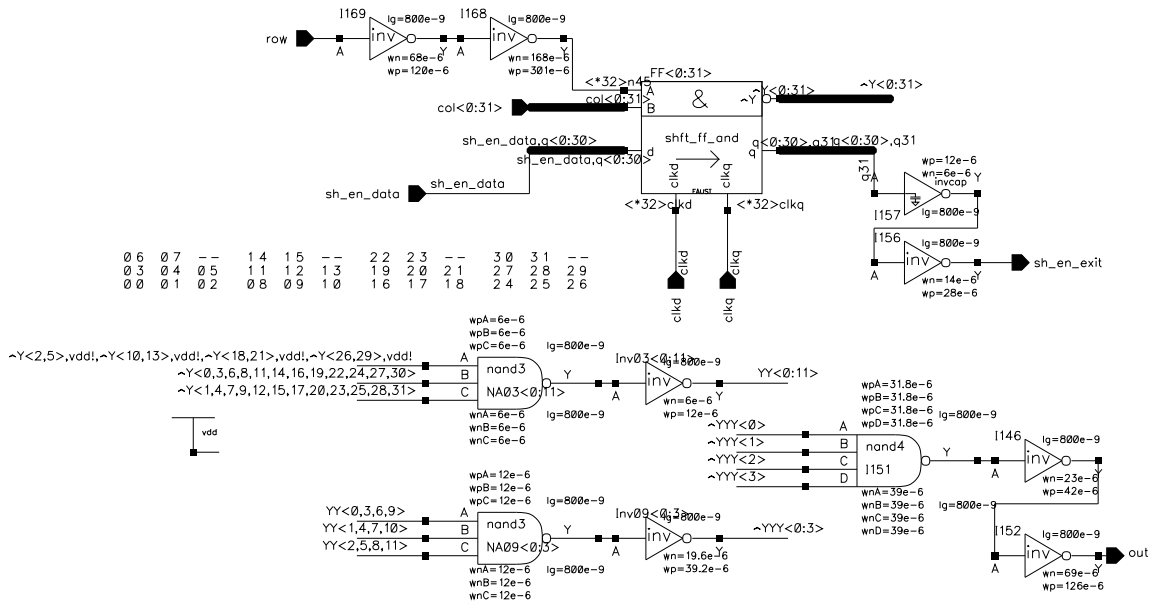 I169
lg=800e-9
I168
lg=800e-9
row
inv
inv
A
Y
A
Y
wn=68e-6
wp=120e-6
wn=168e-6
wp=301e-6
FF<0:31>
<*32>n45
A
&
~Y
~Y<0:31>
~Y<0:31>
col<0:31>
col<0:31>
B
sh_en_data,q<0:30>
sh_en_data,q<0:30>
d
shft_ff_and
q
q<0:30>,q31
q<0:30>,q31
sh_en_data
sh_en_data
clkd
clkq
FAUST
<*32>clkd
<*32>clkq
clkd
clkq
clkd
clkq
q31
A
wp=12e-6
wn=6e-6
invcap
Y
I157
lg=800e-9
I156
lg=800e-9
A
inv
Y
sh_en_exit
wn=14e-6
wp=28e-6
06 07 -- 14 15 -- 22 23 -- 30 31 --
03 04 05 11 12 13 19 20 21 27 28 29
00 01 02 08 09 10 16 17 18 24 25 26
wpA=6e-6
wpB=6e-6
wpC=6e-6
lg=800e-9
~Y<2,5>,vdd!,~Y<10,13>,vdd!,~Y<18,21>,vdd!,~Y<26,29>,vdd!
A
~Y<0,3,6,8,11,14,16,19,22,24,27,30>
B
~Y<1,4,7,9,12,15,17,20,23,25,28,31>
C
nand3
NA03<0:11>
Y
wnA=6e-6
wnB=6e-6
wnC=6e-6
lg=800e-9
Inv03<0:11>
lg=800e-9
A
inv
Y
YY<0:11>
wn=6e-6
wp=12e-6
vdd
wpA=31.8e-6
wpB=31.8e-6
wpC=31.8e-6
wpD=31.8e-6
lg=800e-9
~YYY<0>
A
~YYY<1>
B
~YYY<2>
C
~YYY<3>
D
nand4
I151
Y
wnA=39e-6
wnB=39e-6
wnC=39e-6
wnD=39e-6
lg=800e-9
I146
lg=800e-9
A
inv
Y
wn=23e-6
wp=42e-6
I152
lg=800e-9
A
inv
Y
out
wn=69e-6
wp=126e-6
wpA=12e-6
wpB=12e-6
wpC=12e-6
lg=800e-9
YY<0,3,6,9>
A
YY<1,4,7,10>
B
YY<2,5,8,11>
C
nand3
NA09<0:3>
Y
wnA=12e-6
wnB=12e-6
wnC=12e-6
lg=800e-9
Inv09<0:3>
lg=800e-9
A
inv
Y
~YYY<0:3>
wn=19.6e-6
wp=39.2e-6